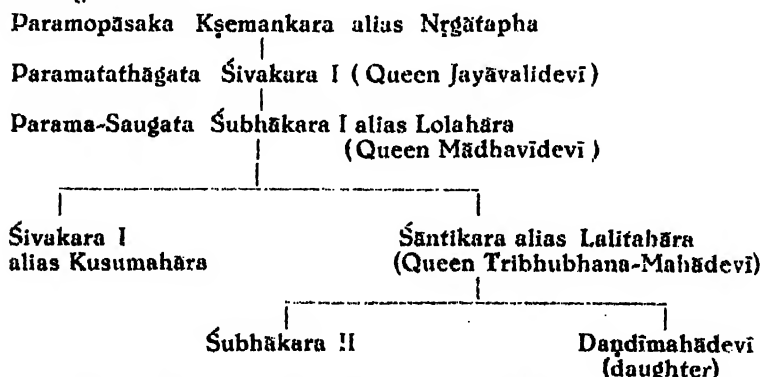 Paramopāsaka Kṣemankara alias Nṛgātapha
Paramatathāgata Śivakara I (Queen Jayāvalidevī)
Parama-Saugata Śubhākara I alias Lolahāra
(Queen Mādhavīdevī)
Śivakara I Śāntikara alias Lalitahāra
alias Kusumahāra (Queen Tribhubhana-Mahādevī)
Śubhākara II Daṇḍīmahādevī
(daughter)